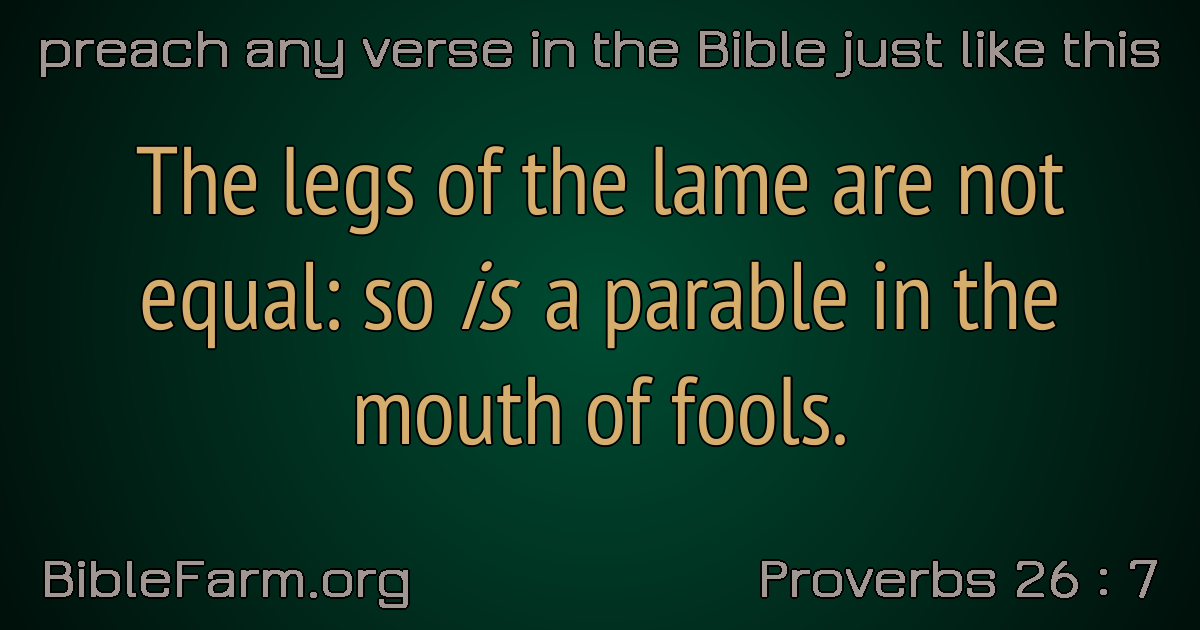 preach any verse in the Bible just like this
The legs of the lame are not
equal: so is a parable in the
mouth of fools.
BibleFarm.org
Proverbs 26 : 7